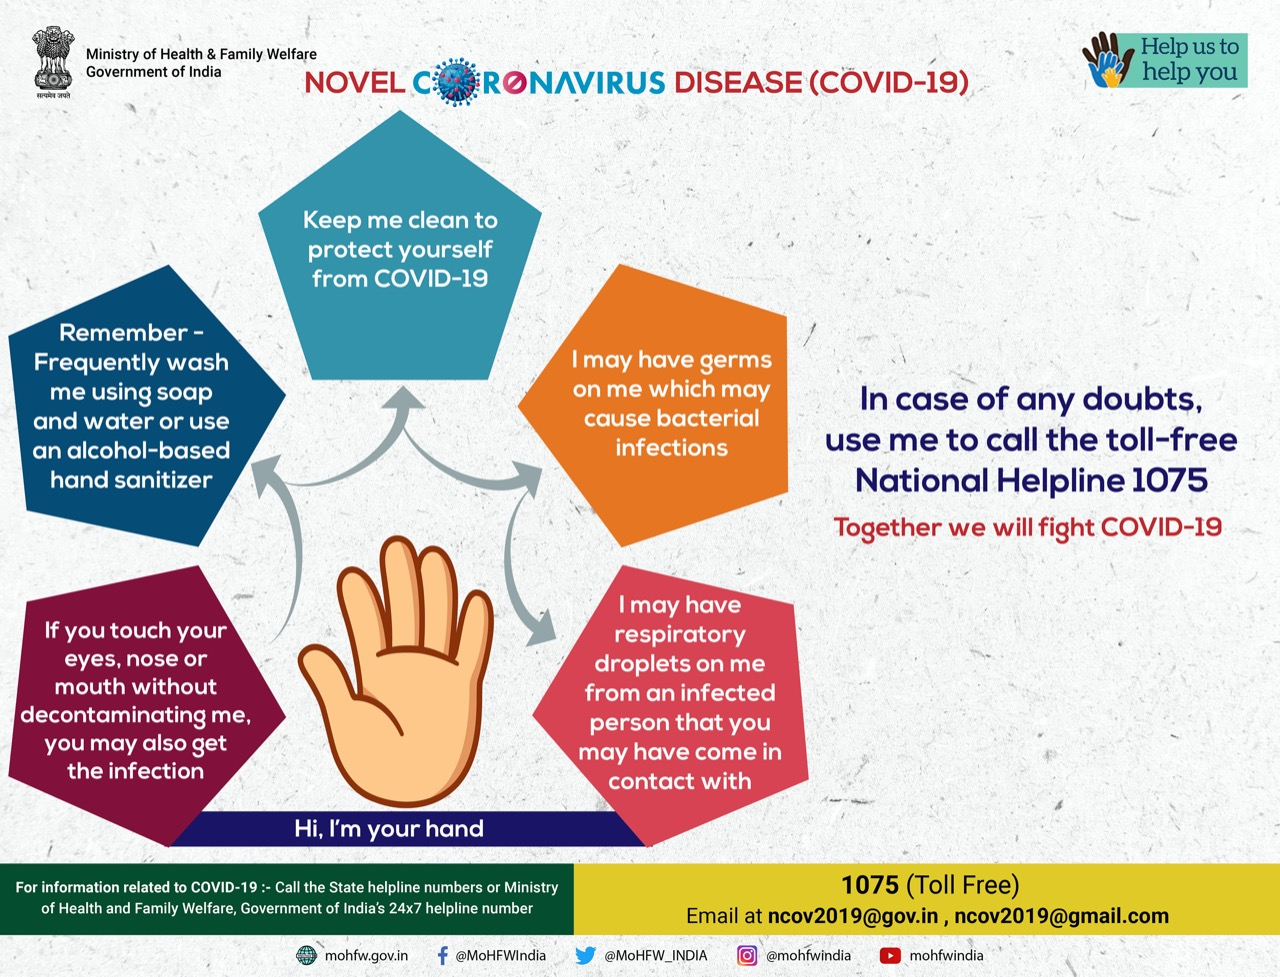 Ministry of Health & Family Welfare
Government of India
सत्यमेव जयते
NOVEL CORONAVIRUS DISEASE (COVID-19)
Help us to
help you
Keep me clean to
protect yourself
from COVID-19
Remember -
Frequently wash
me using soap
and water or use
an alcohol-based
hand sanitizer
I may have germs
on me which may
cause bacterial
infections
In case of any doubts,
use me to call the toll-free
National Helpline 1075
Together we will fight COVID-19
If you touch your
eyes, nose or
mouth without
decontaminating me,
you may also get
the infection
I may have
respiratory
droplets on me
from an infected
person that you
may have come in
contact with
Hi, I'm your hand
For information related to COVID-19 :- Call the State helpline numbers or Ministry
of Health and Family Welfare, Government of India's 24x7 helpline number
1075 (Toll Free)
Email at ncov2019@gov.in , ncov2019@gmail.com
mohfw.gov.in @MoHFWIndia @MoHFW_INDIA @mohfwindia mohfwindia